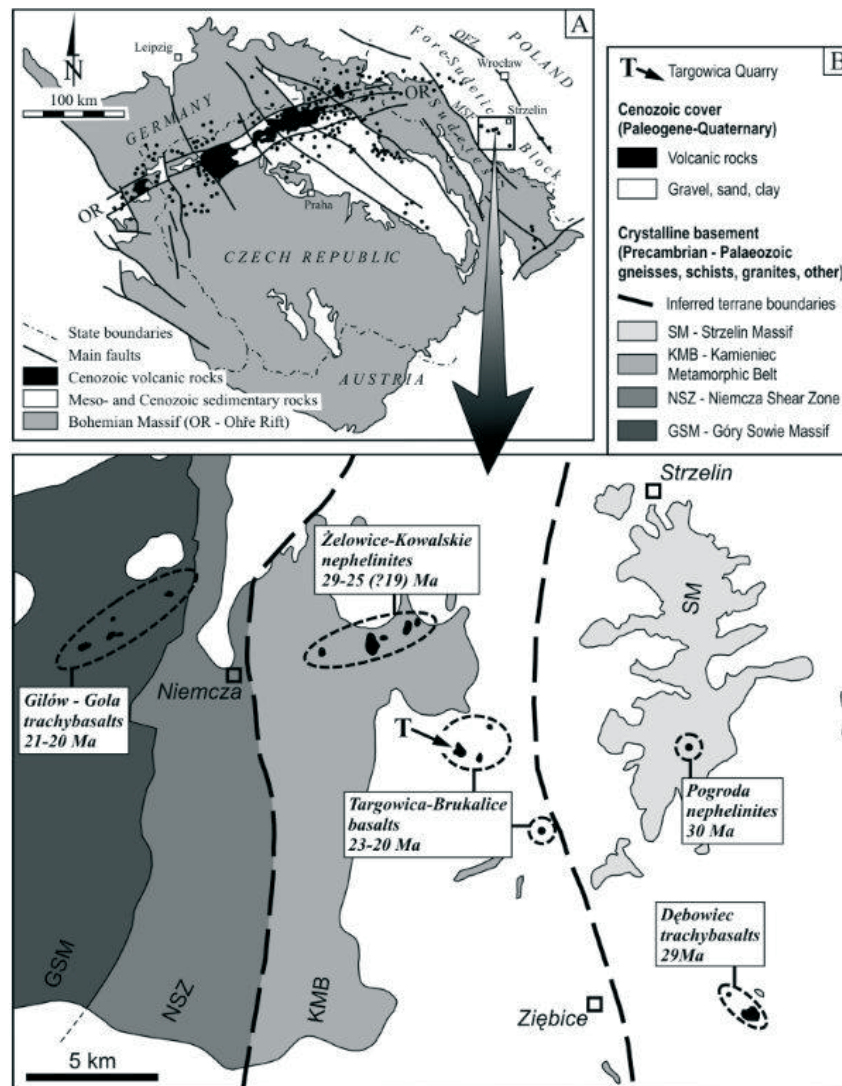 A
Leipzig
N
100 km
GERMANY
OR
OR
OFZ
POLAND
Fore-Sudetic
Block
Wrocław
Strzelin
MSF
Sudetes
Praha
CZECH REPUBLIC
AUSTRIA
State boundaries
Main faults
Cenozoic volcanic rocks
Meso- and Cenozoic sedimentary rocks
Bohemian Massif (OR - Ohře Rift)
B
T
Targowica Quarry
Cenozoic cover
(Paleogene-Quaternary)
Volcanic rocks
Gravel, sand, clay
Crystalline basement
(Precambrian - Palaeozoic
gneisses, schists, granites, other)
Inferred terrane boundaries
SM - Strzelin Massif
KMB - Kamieniec
Metamorphic Belt
NSZ - Niemcza Shear Zone
GSM - Góry Sowie Massif
Strzelin
Żelowice-Kowalskie
nephelinites
29-25 (?19) Ma
SM
Niemcza
Gilów - Gola
trachybasalts
21-20 Ma
T
Targowica-Brukalice
basalts
23-20 Ma
Pogroda
nephelinites
30 Ma
Dębowiec
trachybasalts
29Ma
GSM
NSZ
KMB
Ziębice
5 km